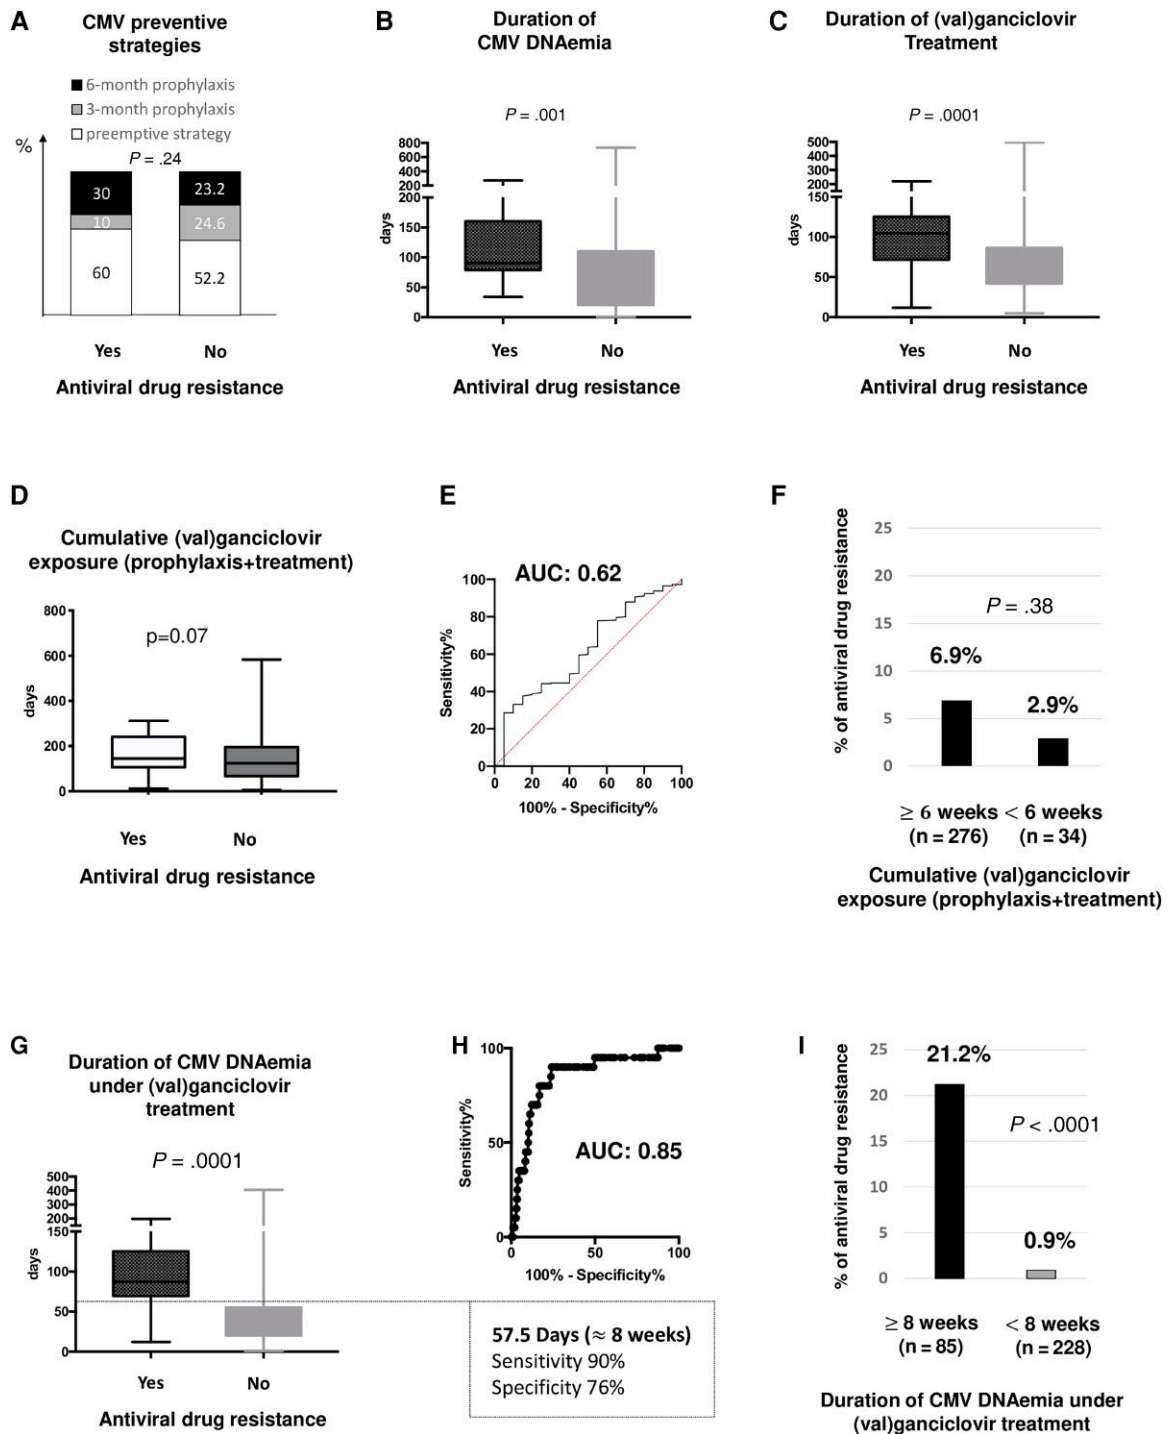 A
CMV preventive
strategies
6-month prophylaxis
3-month prophylaxis
preemptive strategy
%
P = .24
30
10
60
23.2
24.6
52.2
Yes
No
Antiviral drug resistance
B
Duration of
CMV DNAemia
P = .001
800
600
400
200
200
150
100
50
0
days
Yes
No
Antiviral drug resistance
C
Duration of (val)ganciclovir
Treatment
P = .0001
500
400
300
200
150
100
50
0
days
Yes
No
Antiviral drug resistance
D
Cumulative (val)ganciclovir
exposure (prophylaxis+treatment)
p=0.07
800
600
400
200
0
days
Yes
No
Antiviral drug resistance
E
AUC: 0.62
100
80
60
40
20
0
Sensitivity%
0
20
40
60
80
100
100% - Specificity%
F
% of antiviral drug resistance
25
20
15
10
5
0
P = .38
6.9%
2.9%
≥ 6 weeks
(n = 276)
< 6 weeks
(n = 34)
Cumulative (val)ganciclovir
exposure (prophylaxis+treatment)
G
Duration of CMV DNAemia
under (val)ganciclovir
treatment
P = .0001
500
400
300
200
150
100
50
0
days
Yes
No
Antiviral drug resistance
H
100
50
0
Sensitivity%
AUC: 0.85
0
50
100
100% - Specificity%
57.5 Days (≈ 8 weeks)
Sensitivity 90%
Specificity 76%
I
% of antiviral drug resistance
25
20
15
10
5
0
21.2%
P < .0001
0.9%
≥ 8 weeks
(n = 85)
< 8 weeks
(n = 228)
Duration of CMV DNAemia under
(val)ganciclovir treatment